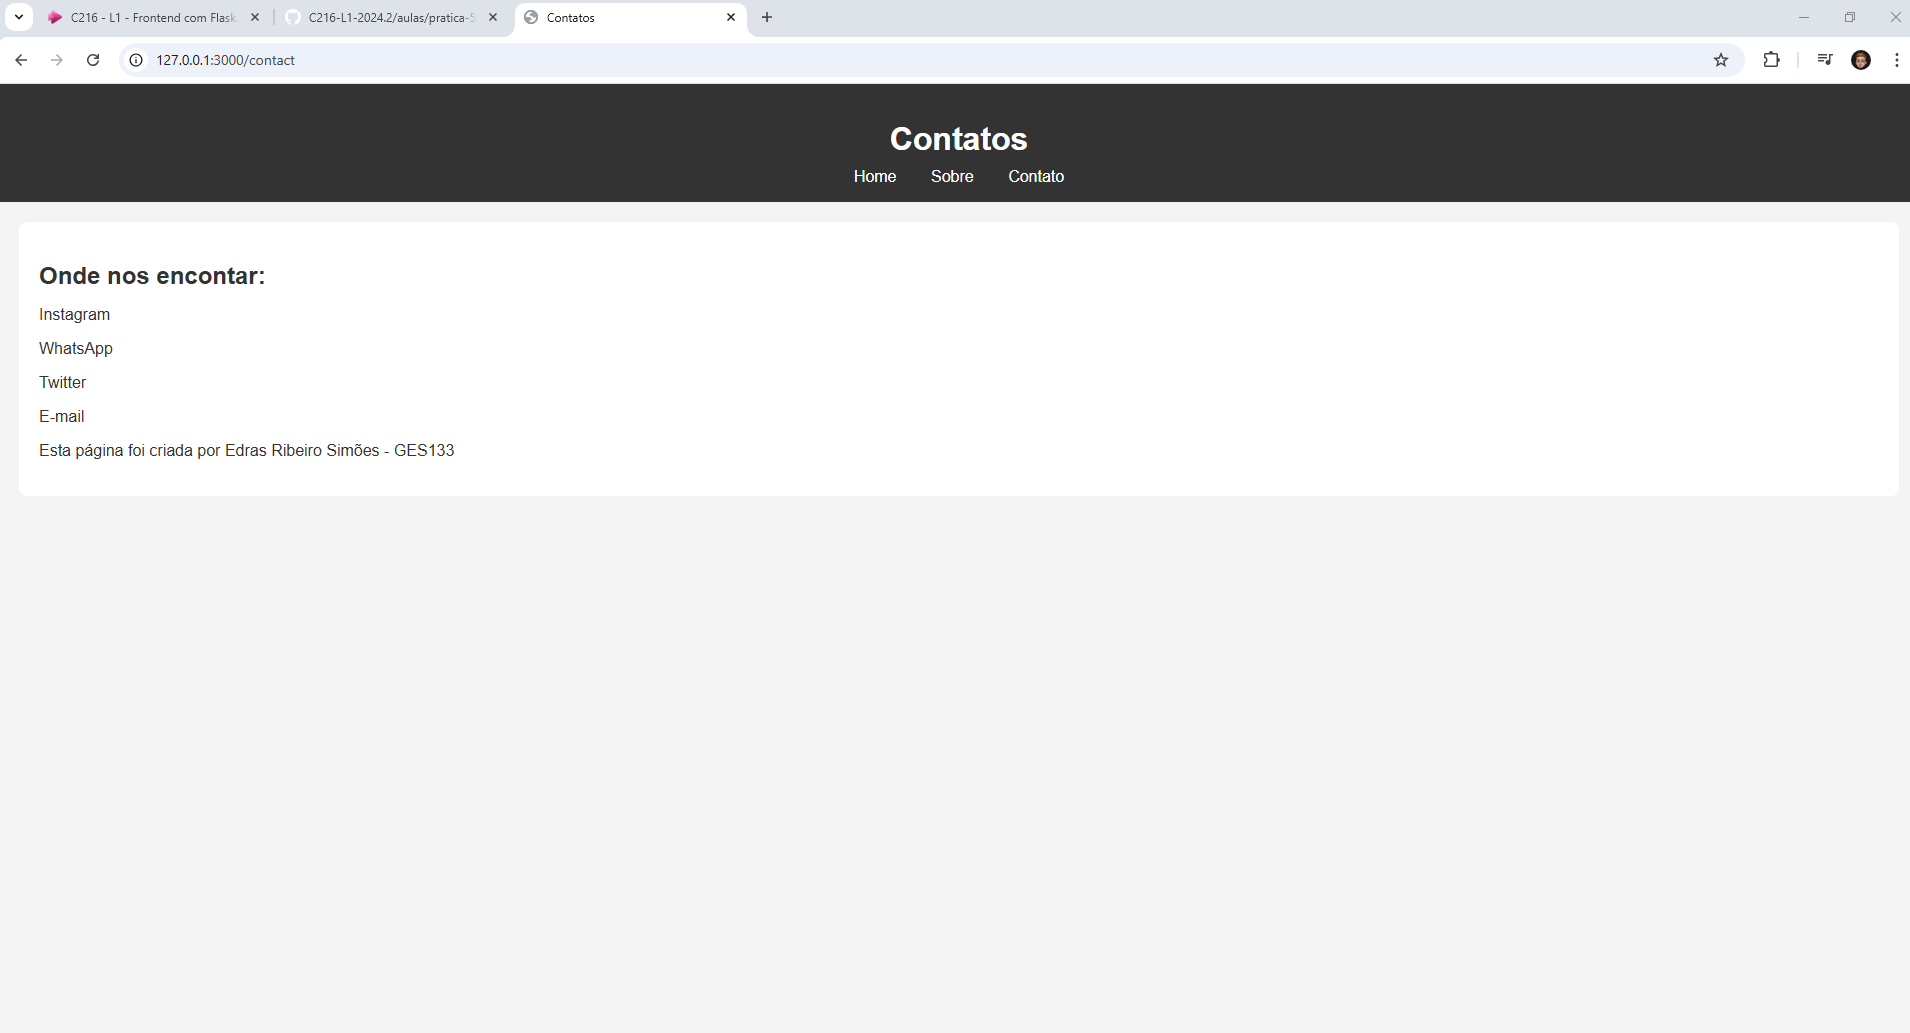 C216 - L1 - Frontend com Flask
C216-L1-2024.2/aulas/pratica-5
Contatos
127.0.0.1:3000/contact
Contatos
Home Sobre Contato
Onde nos encontar:
Instagram
WhatsApp
Twitter
E-mail
Esta página foi criada por Edras Ribeiro Simões - GES133